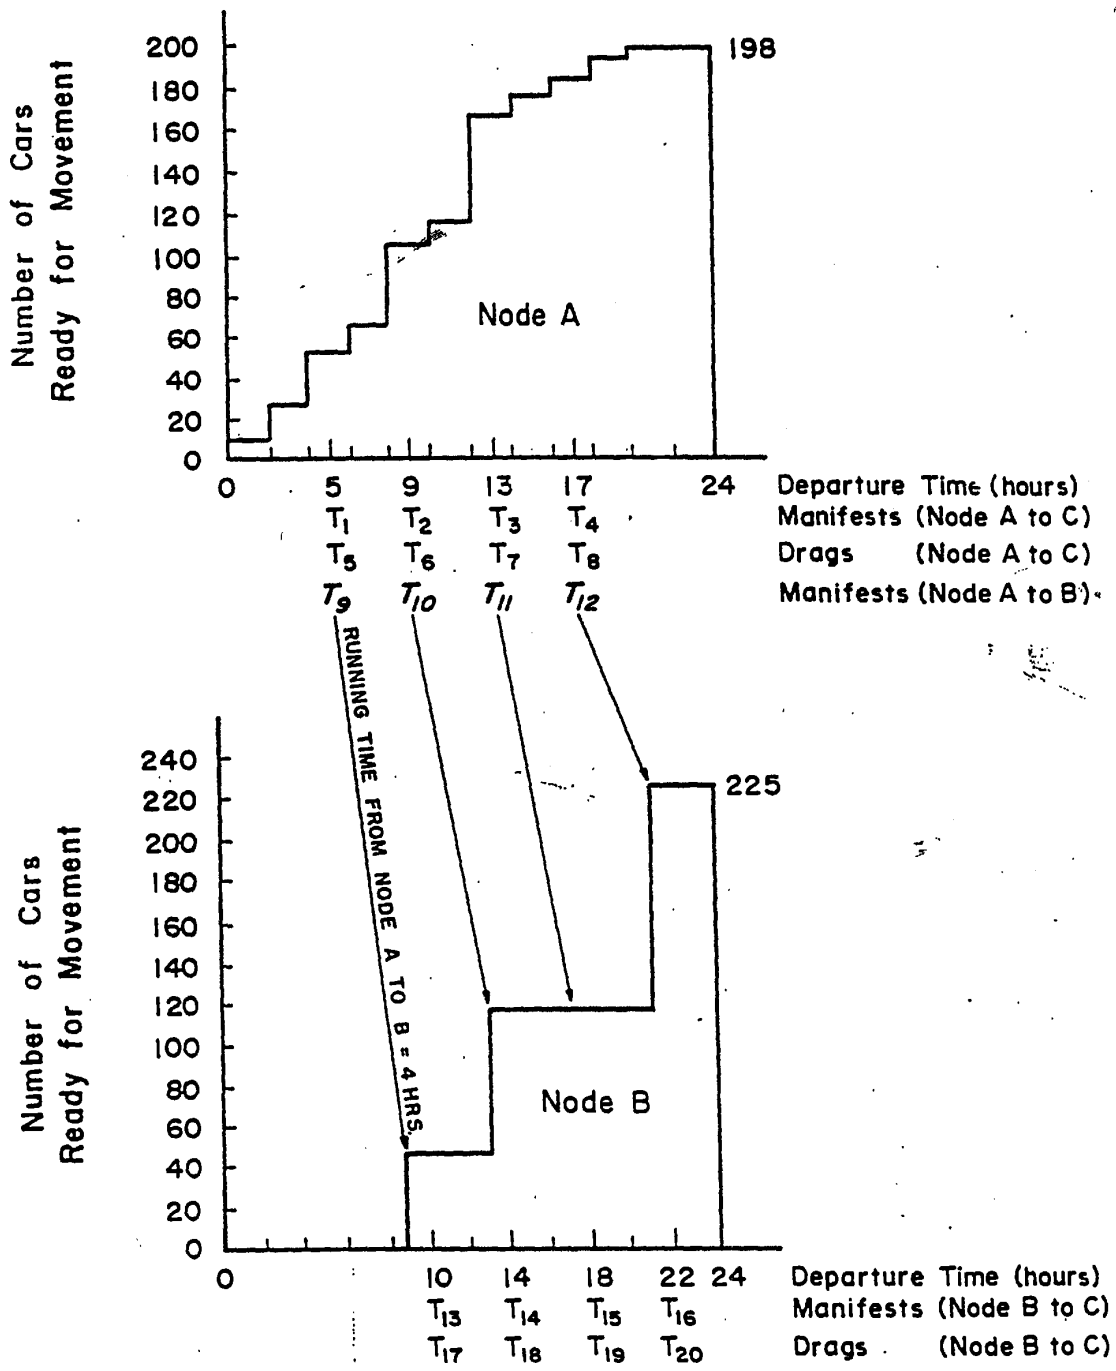 Number of Cars
Ready for Movement
200
180
160
140
120
100
80
60
40
20
0
198
Node A
0 5 9 13 17 24 Departure Time (hours)
T1 T2 T3 T4 Manifests (Node A to C)
T5 T6 T7 T8 Drags (Node A to C)
T9 T10 T11 T12 Manifests (Node A to B)
RUNNING TIME FROM NODE A TO B = 4 HRS.
Number of Cars
Ready for Movement
240
220
200
180
160
140
120
100
80
60
40
20
0
225
Node B
0 10 14 18 22 24 Departure Time (hours)
T13 T14 T15 T16 Manifests (Node B to C)
T17 T18 T19 T20 Drags (Node B to C)